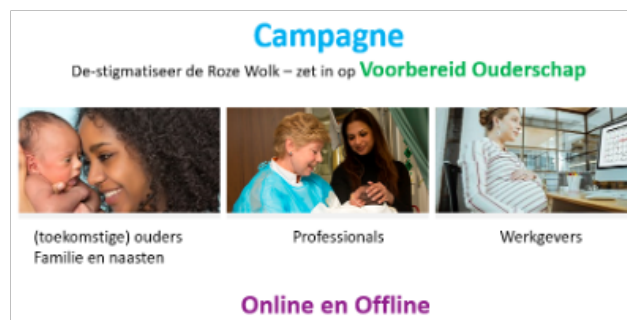 Campagne
De-stigmatiseer de Roze Wolk – zet in op Voorbereid Ouderschap
(toekomstige) ouders
Familie en naasten
Professionals
Werkgevers
Online en Offline